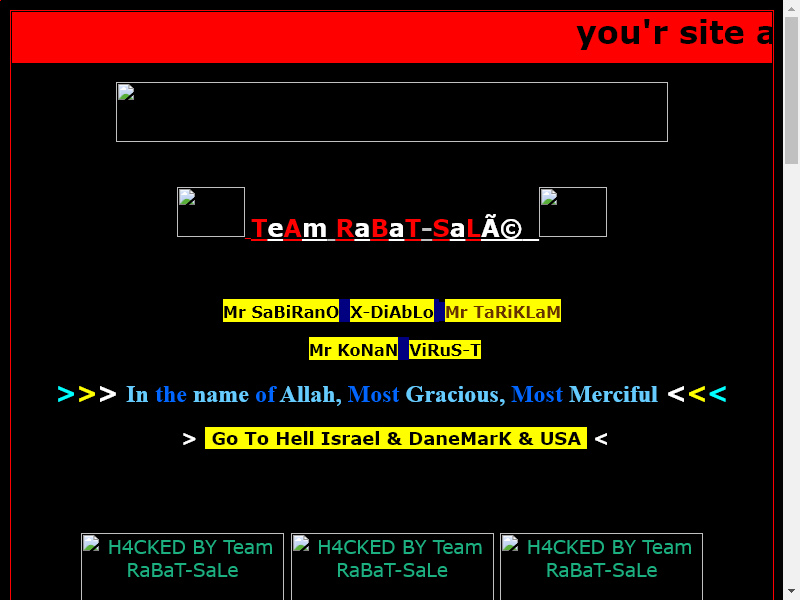 you'r site a
TeAm RaBaT-SaLÃ©
Mr SaBiRanO X-DiAbLo Mr TaRiKLaM
Mr KoNaN ViRuS-T
>>> In the name of Allah, Most Gracious, Most Merciful <<<
> Go To Hell Israel & DaneMarK & USA <
H4CKED BY Team RaBaT-SaLe H4CKED BY Team RaBaT-SaLe H4CKED BY Team RaBaT-SaLe